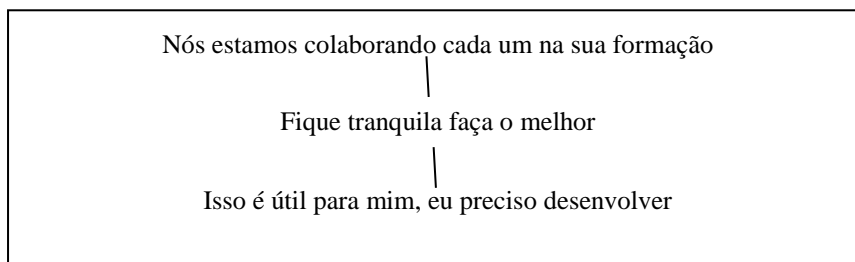 Nós estamos colaborando cada um na sua formação
Fique tranquila faça o melhor
Isso é útil para mim, eu preciso desenvolver